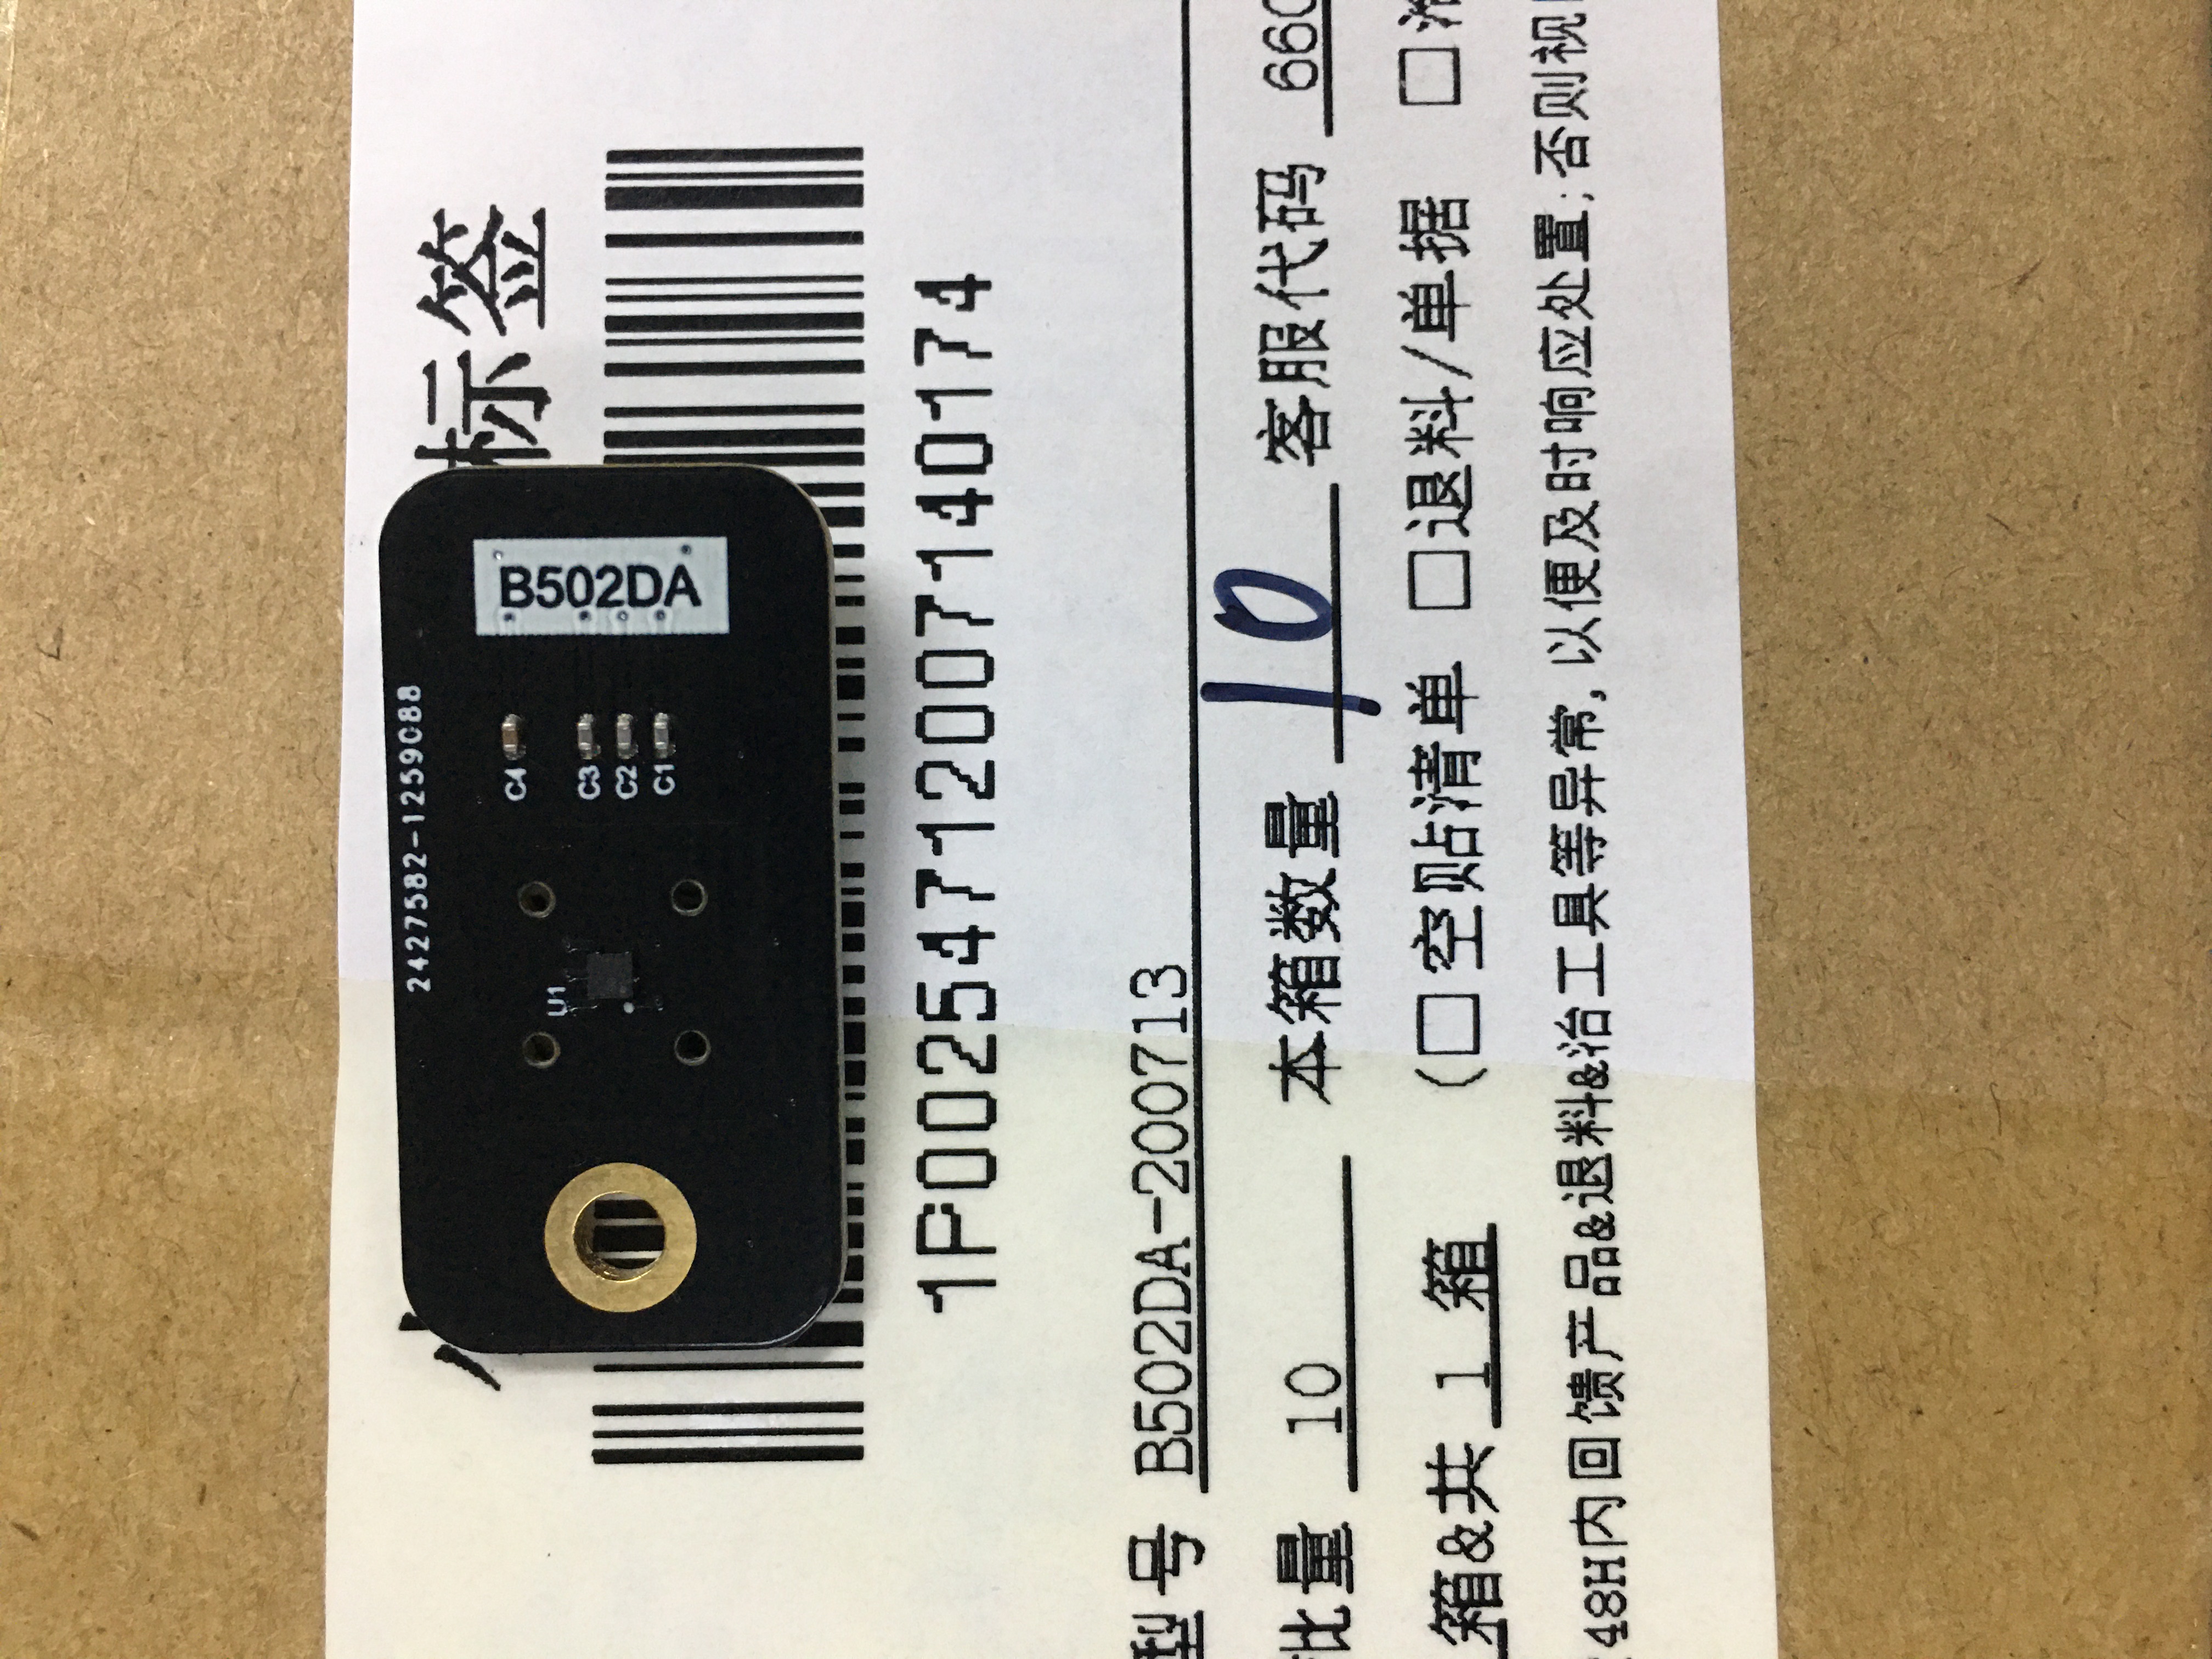 2427582-1259088
U1
C4
C3
C2
C1
B502DA
标签
1P00254712007140174
型号 B502DA-200713
批量 10 本箱数量 10 客服代码 660
箱&共 1 箱 (□空贴清单 □退料/单据 □
48H内回馈产品&退料&治工具等异常,以便及时响应处置;否则视